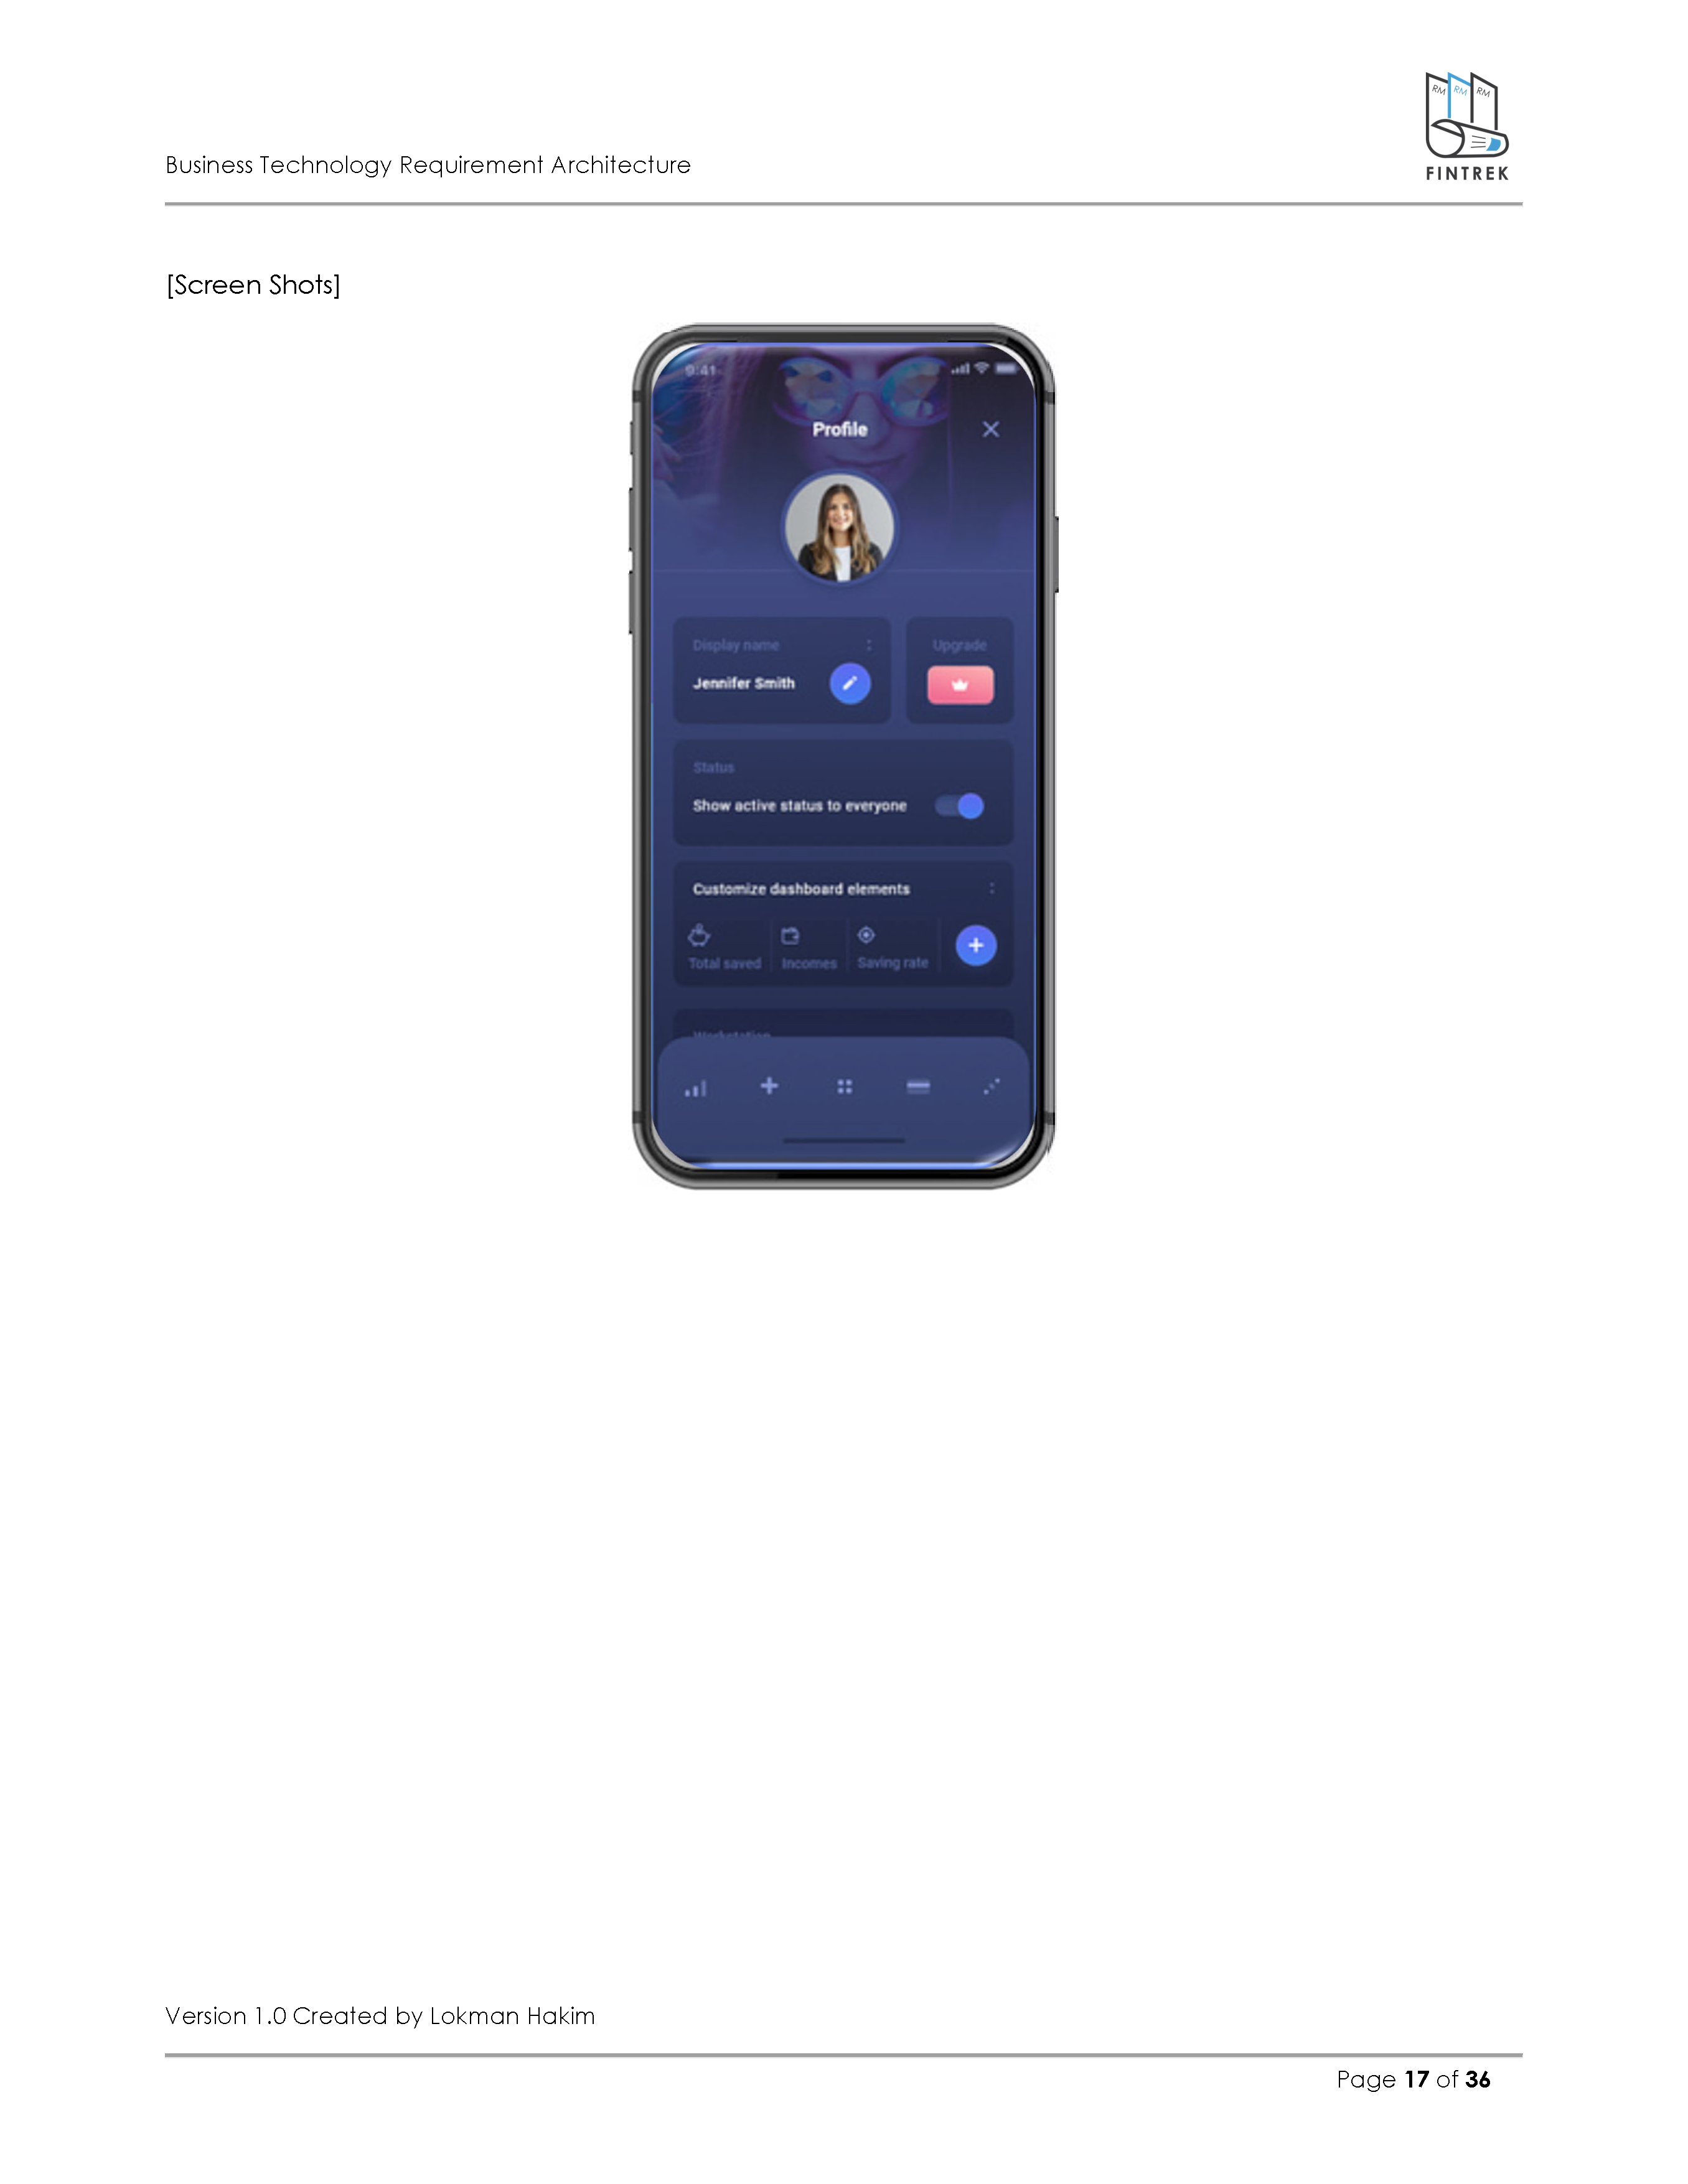 RM RM RM
FINTREK
Business Technology Requirement Architecture
[Screen Shots]
9:41
Profile
Display name
Upgrade
Jennifer Smith
Status
Show active status to everyone
Customize dashboard elements
Total saved Incomes Saving rate
Workstation
Version 1.0 Created by Lokman Hakim
Page 17 of 36